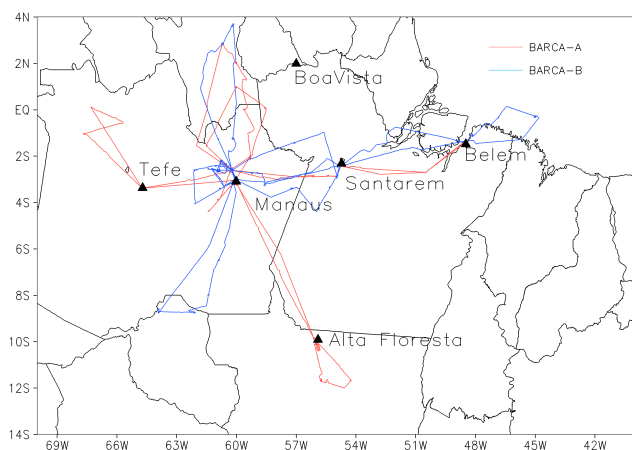 4N
BARCA-A
2N
BoaVista
BARCA-B
EQ
2S
Belem
Tefe
Santarem
4S
Manaus
6S
8S
10S
Alta Floresta
12S
14S
69W 66W 63W 60W 57W 54W 51W 48W 45W 42W